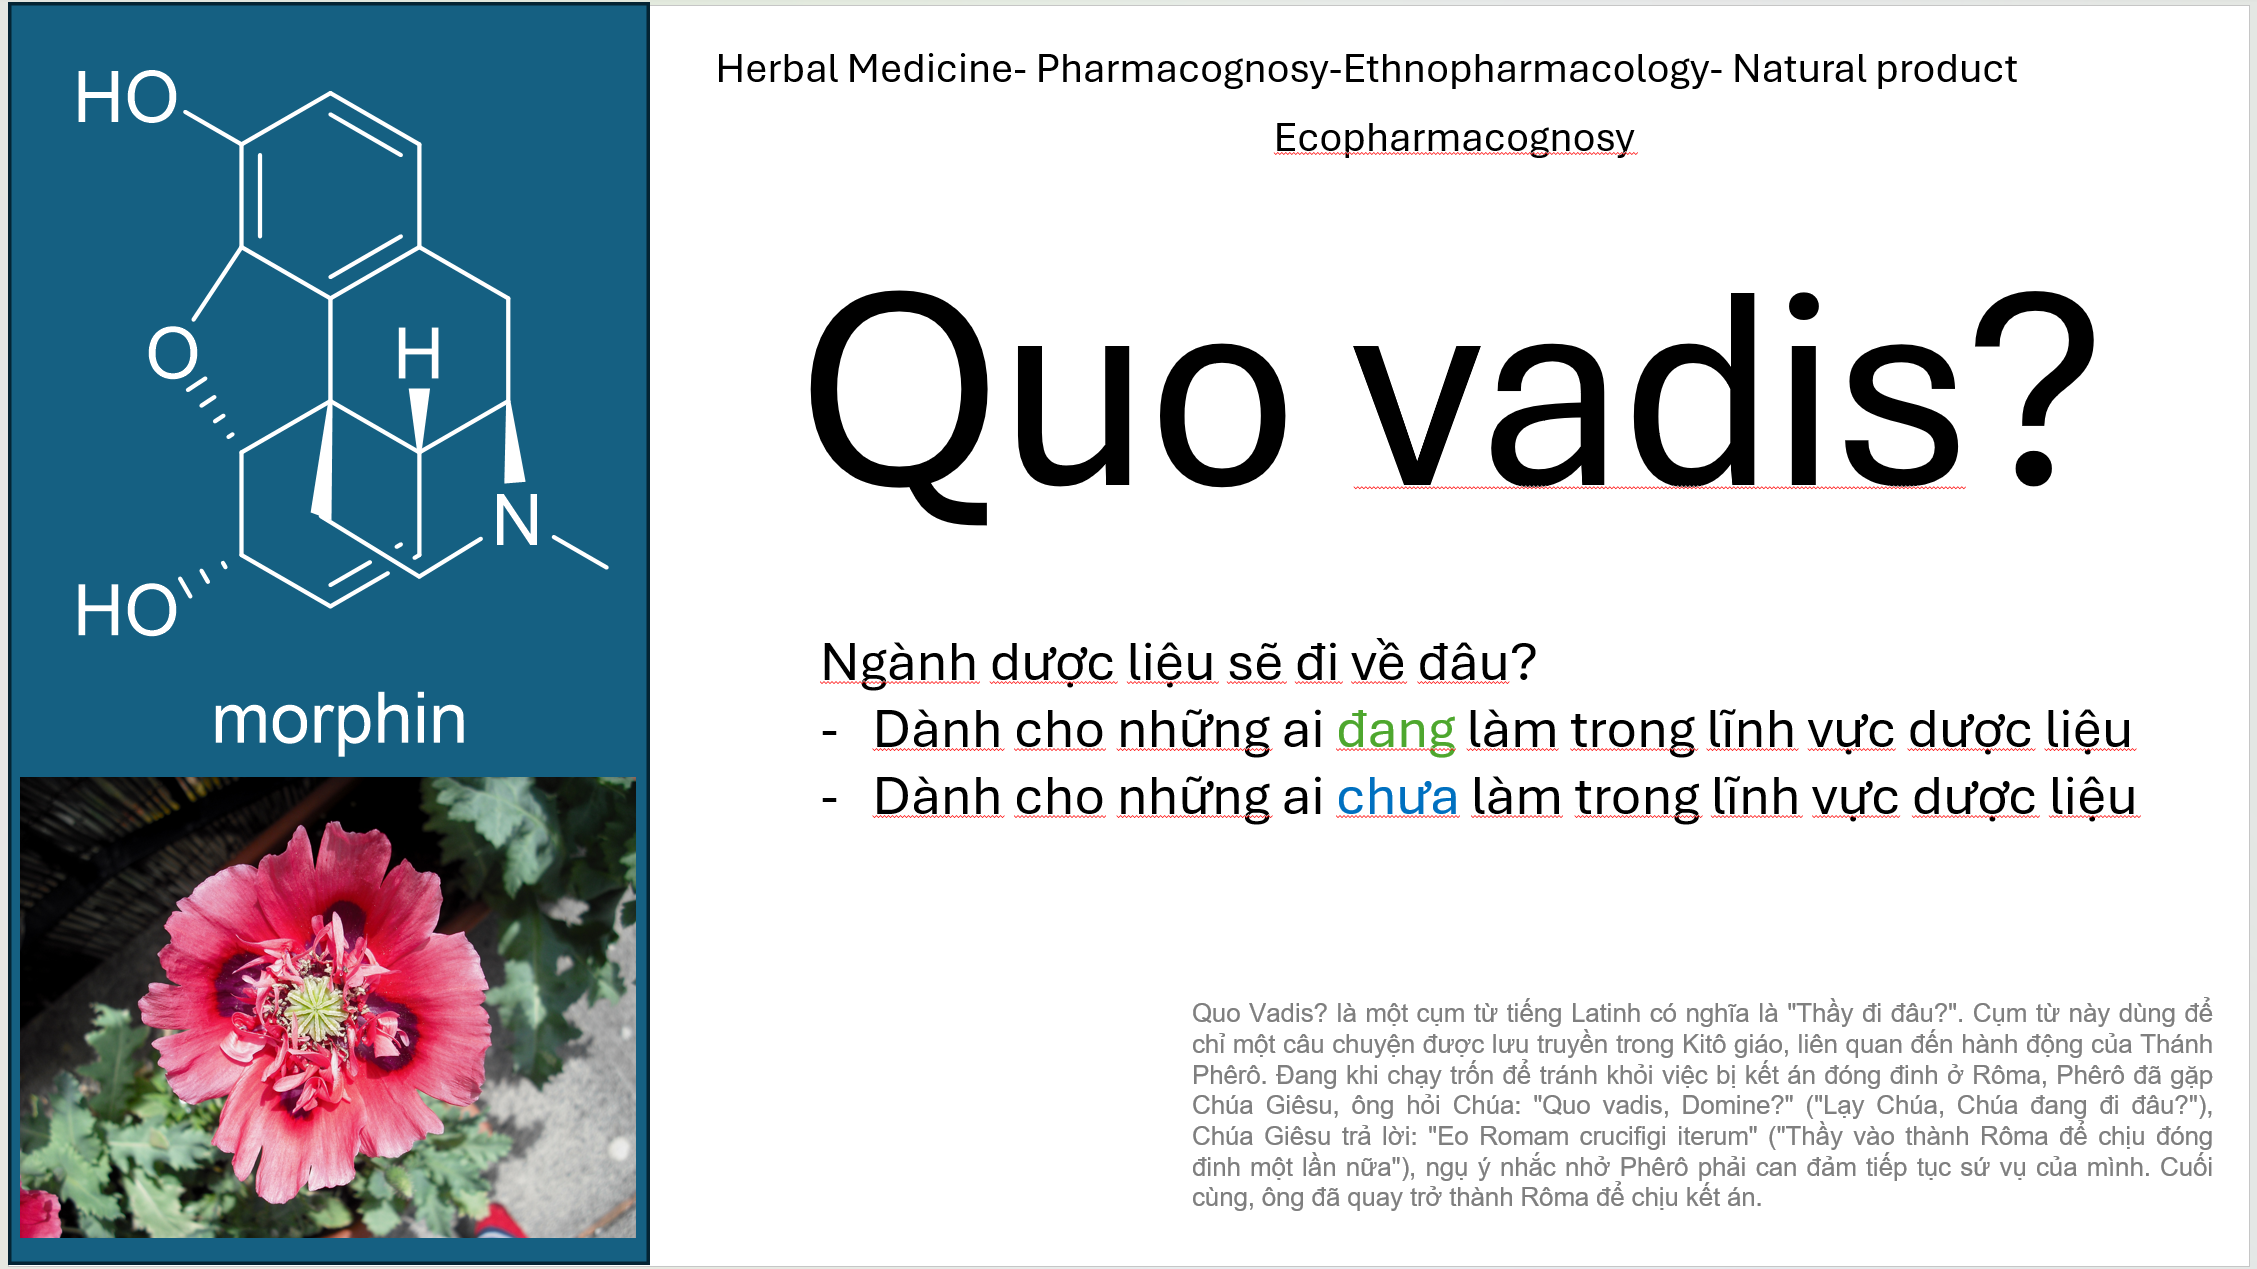 HO
O
H
N
HO
morphin
Herbal Medicine- Pharmacognosy-Ethnopharmacology- Natural product
Ecopharmacognosy
Quo vadis?
Ngành dược liệu sẽ đi về đâu?
- Dành cho những ai đang làm trong lĩnh vực dược liệu
- Dành cho những ai chưa làm trong lĩnh vực dược liệu
Quo Vadis? là một cụm từ tiếng Latinh có nghĩa là "Thầy đi đâu?". Cụm từ này dùng để
chỉ một câu chuyện được lưu truyền trong Kitô giáo, liên quan đến hành động của Thánh
Phêrô. Đang khi chạy trốn để tránh khỏi việc bị kết án đóng đinh ở Rôma, Phêrô đã gặp
Chúa Giêsu, ông hỏi Chúa: "Quo vadis, Domine?" ("Lạy Chúa, Chúa đang đi đâu?"),
Chúa Giêsu trả lời: "Eo Romam crucifigi iterum" ("Thầy vào thành Rôma để chịu đóng
đinh một lần nữa"), ngụ ý nhắc nhở Phêrô phải can đảm tiếp tục sứ vụ của mình. Cuối
cùng, ông đã quay trở thành Rôma để chịu kết án.